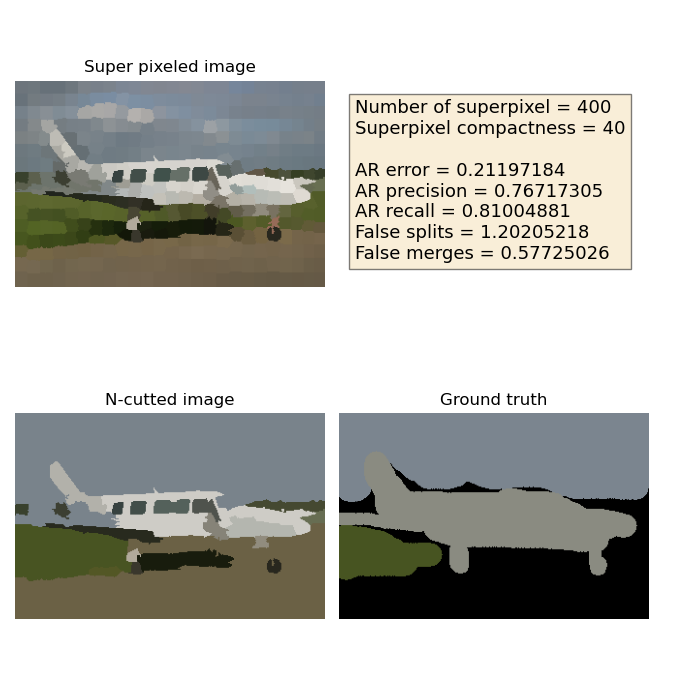 Super pixeled image
Number of superpixel = 400
Superpixel compactness = 40
AR error = 0.21197184
AR precision = 0.76717305
AR recall = 0.81004881
False splits = 1.20205218
False merges = 0.57725026
N-cutted image
Ground truth